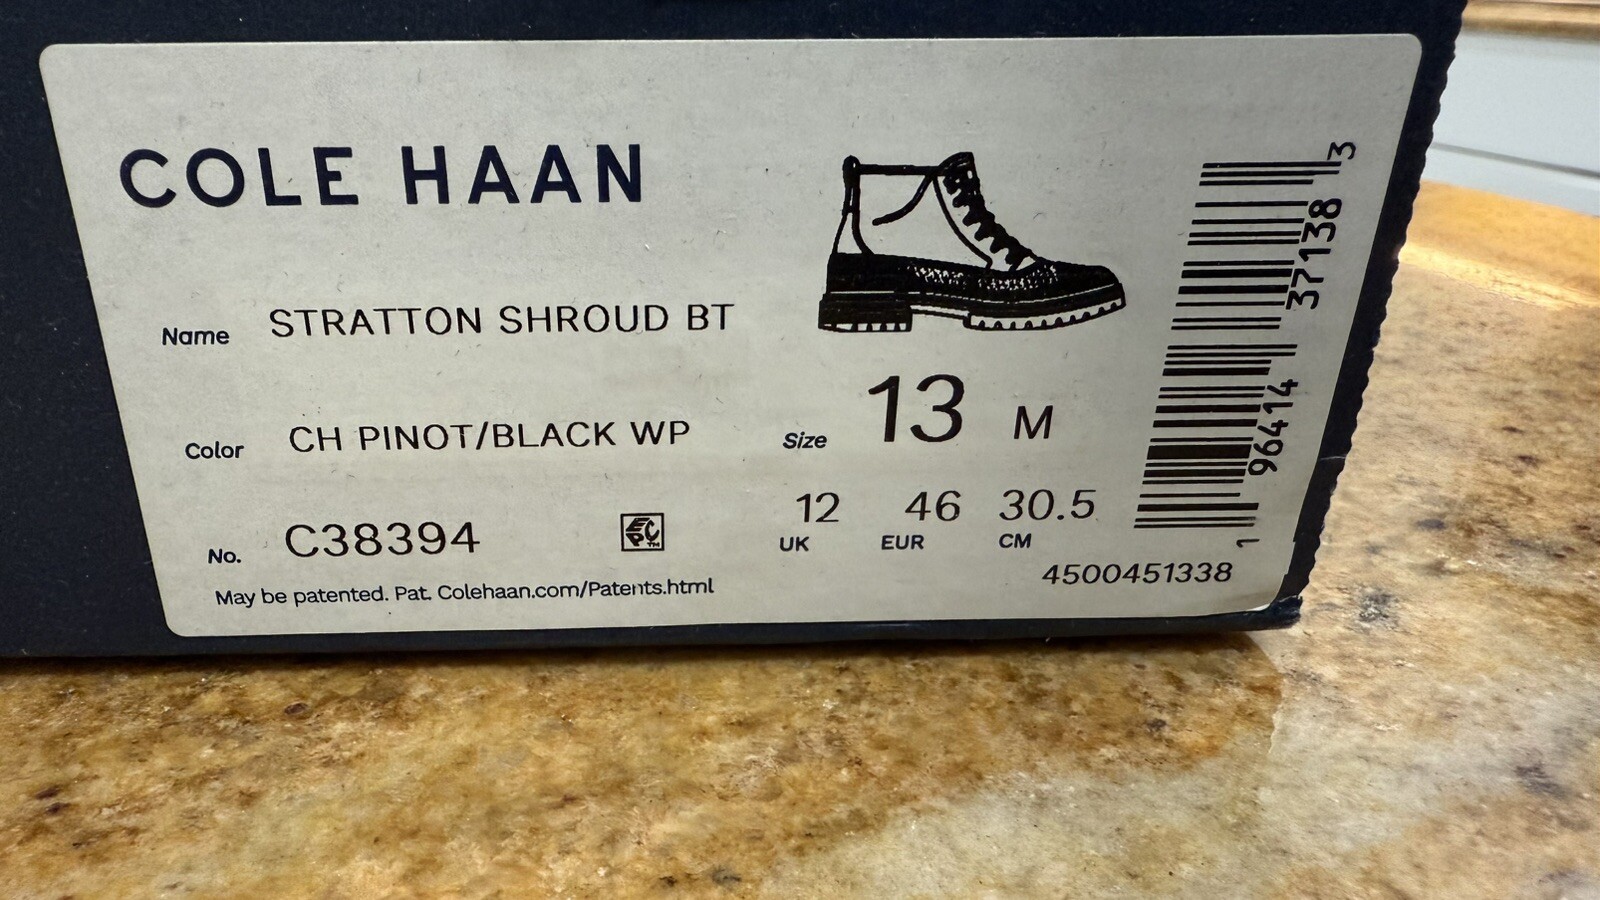 COLE HAAN
Name STRATTON SHROUD BT
Color CH PINOT/BLACK WP
Size 13 M
No. C38394
EPC™
12 46 30.5
UK EUR CM
4500451338
May be patented. Pat. Colehaan.com/Patents.html
1 96414 37138 3